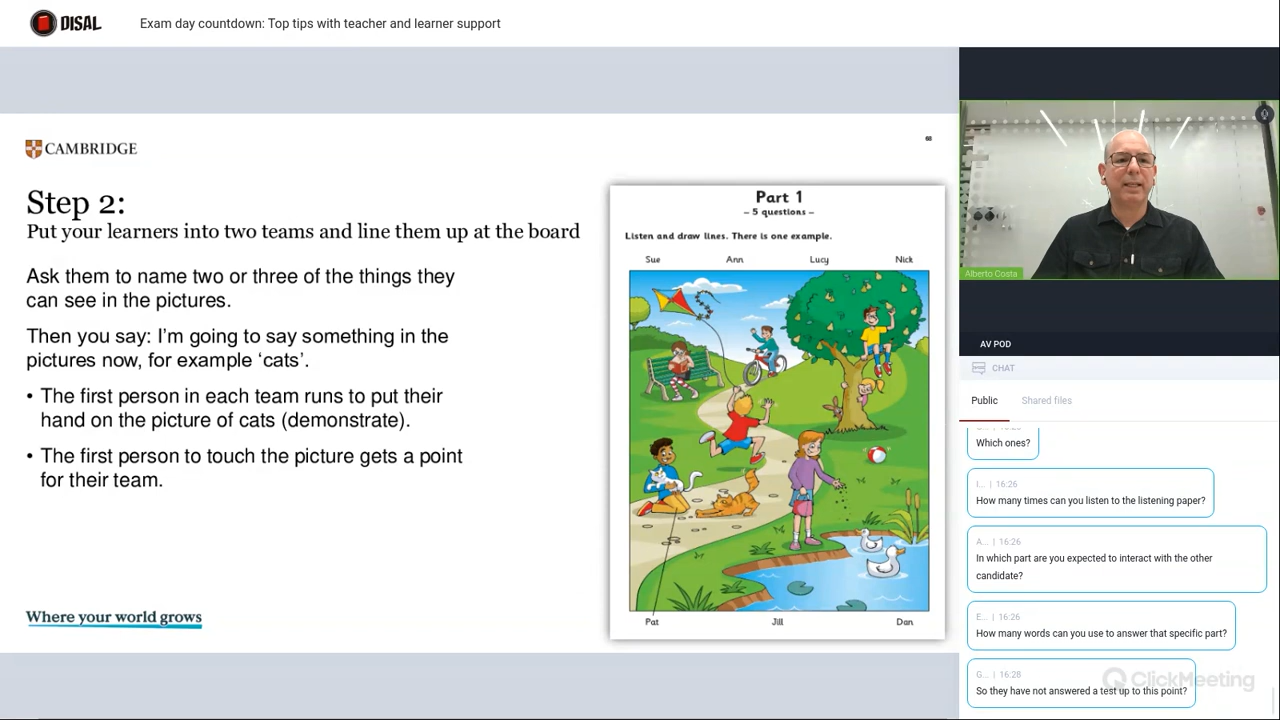 DISAL
Exam day countdown: Top tips with teacher and learner support
CAMBRIDGE
68
Step 2:
Put your learners into two teams and line them up at the board
Ask them to name two or three of the things they
can see in the pictures.
Then you say: I'm going to say something in the
pictures now, for example 'cats'.
• The first person in each team runs to put their
hand on the picture of cats (demonstrate).
• The first person to touch the picture gets a point
for their team.
Where your world grows
Part 1
– 5 questions –
Listen and draw lines. There is one example.
Sue Ann Lucy Nick
Pat Jill Dan
Alberto Costa
AV POD
CHAT
Public Shared files
Which ones?
I... | 16:26
How many times can you listen to the listening paper?
A... | 16:26
In which part are you expected to interact with the other
candidate?
E... | 16:26
How many words can you use to answer that specific part?
G... | 16:28
So they have not answered a test up to this point?
ClickMeeting